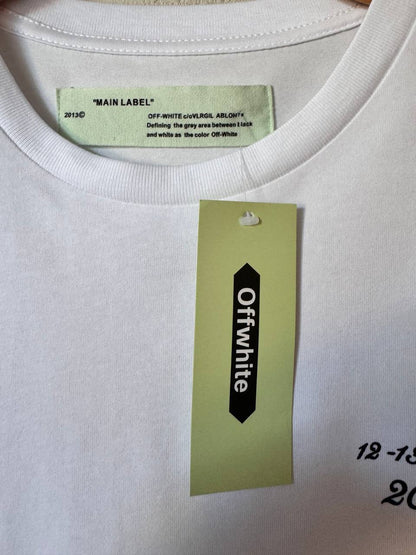 "MAIN LABEL"
2013©
OFF-WHITE c/oVLRGIL ABLOH™
Defining the grey area between black
and white as the color Off-White
Offwhite
12-13
20